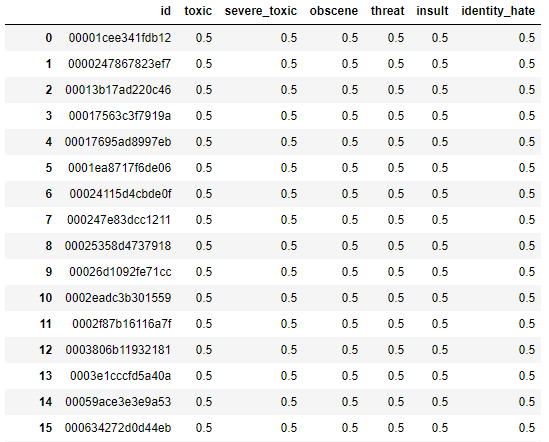 id toxic severe_toxic obscene threat insult identity_hate
0 00001cee341fdb12 0.5 0.5 0.5 0.5 0.5 0.5
1 0000247867823ef7 0.5 0.5 0.5 0.5 0.5 0.5
2 00013b17ad220c46 0.5 0.5 0.5 0.5 0.5 0.5
3 00017563c3f7919a 0.5 0.5 0.5 0.5 0.5 0.5
4 00017695ad8997eb 0.5 0.5 0.5 0.5 0.5 0.5
5 0001ea8717f6de06 0.5 0.5 0.5 0.5 0.5 0.5
6 00024115d4cbde0f 0.5 0.5 0.5 0.5 0.5 0.5
7 000247e83dcc1211 0.5 0.5 0.5 0.5 0.5 0.5
8 00025358d4737918 0.5 0.5 0.5 0.5 0.5 0.5
9 00026d1092fe71cc 0.5 0.5 0.5 0.5 0.5 0.5
10 0002eadc3b301559 0.5 0.5 0.5 0.5 0.5 0.5
11 0002f87b16116a7f 0.5 0.5 0.5 0.5 0.5 0.5
12 0003806b11932181 0.5 0.5 0.5 0.5 0.5 0.5
13 0003e1cccfd5a40a 0.5 0.5 0.5 0.5 0.5 0.5
14 00059ace3e3e9a53 0.5 0.5 0.5 0.5 0.5 0.5
15 000634272d0d44eb 0.5 0.5 0.5 0.5 0.5 0.5